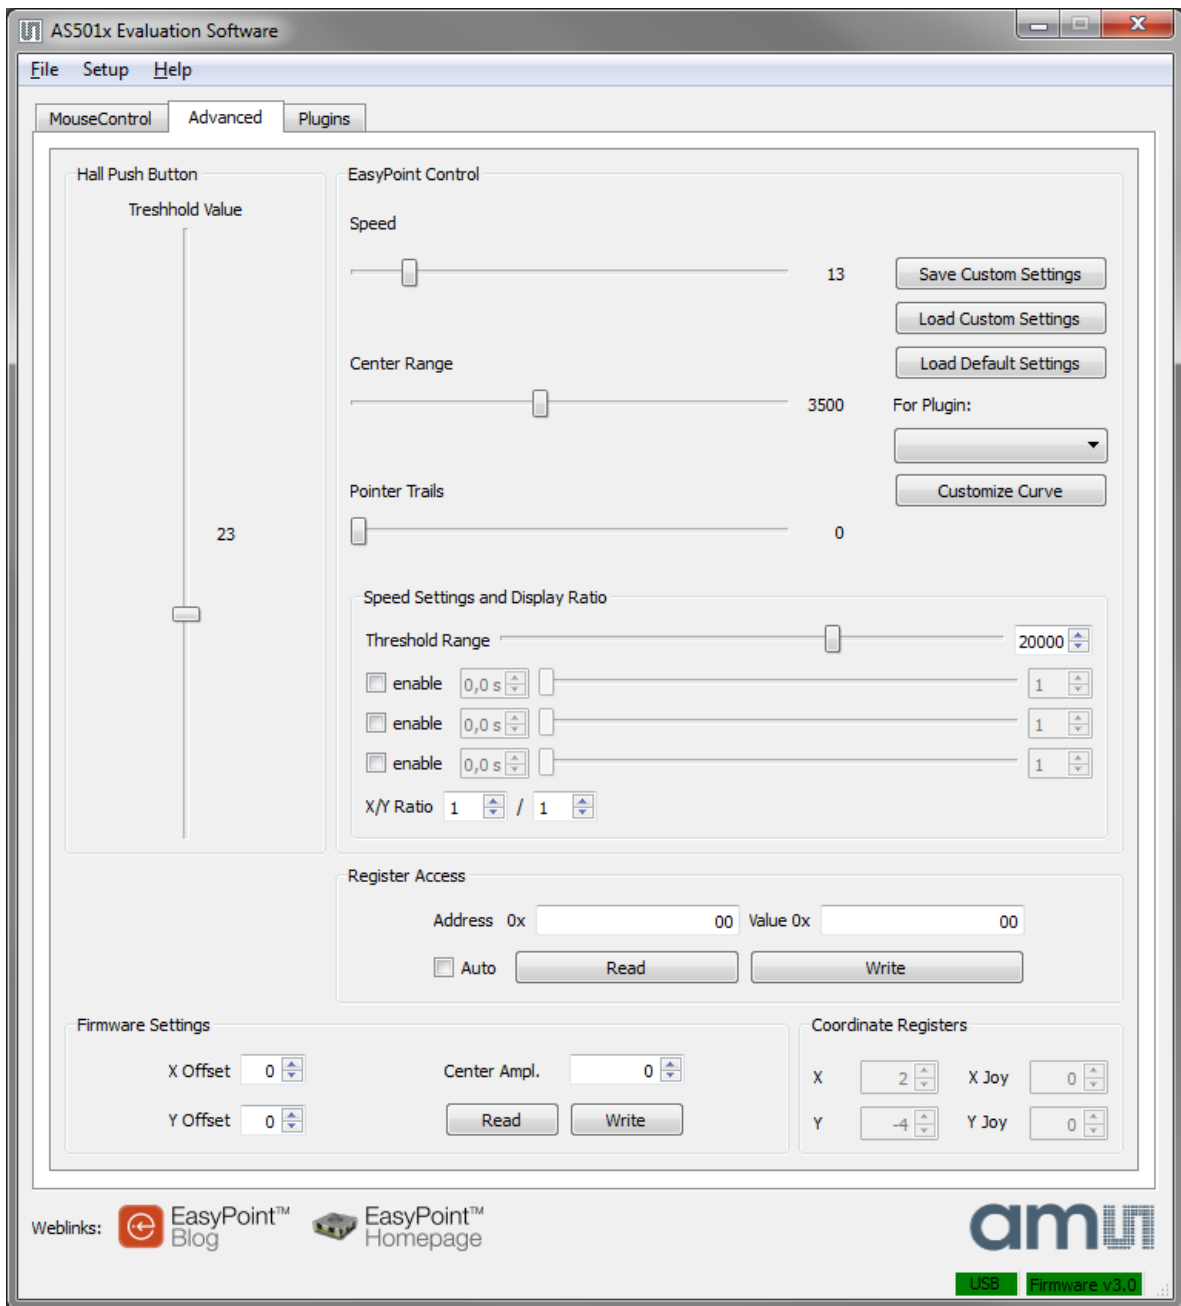 AS501x Evaluation Software
File Setup Help
MouseControl Advanced Plugins
Hall Push Button
Treshhold Value
23
EasyPoint Control
Speed
13
Save Custom Settings
Load Custom Settings
Center Range
Load Default Settings
3500
For Plugin:
Pointer Trails
Customize Curve
0
Speed Settings and Display Ratio
Threshold Range 20000
enable 0,0 s 1
enable 0,0 s 1
enable 0,0 s 1
X/Y Ratio 1 / 1
Register Access
Address 0x 00 Value 0x 00
Auto Read Write
Firmware Settings
X Offset 0 Center Ampl. 0
Y Offset 0 Read Write
Coordinate Registers
X 2 X Joy 0
Y -4 Y Joy 0
Weblinks:
EasyPoint™
Blog
EasyPoint™
Homepage
am
USB Firmware v3.0